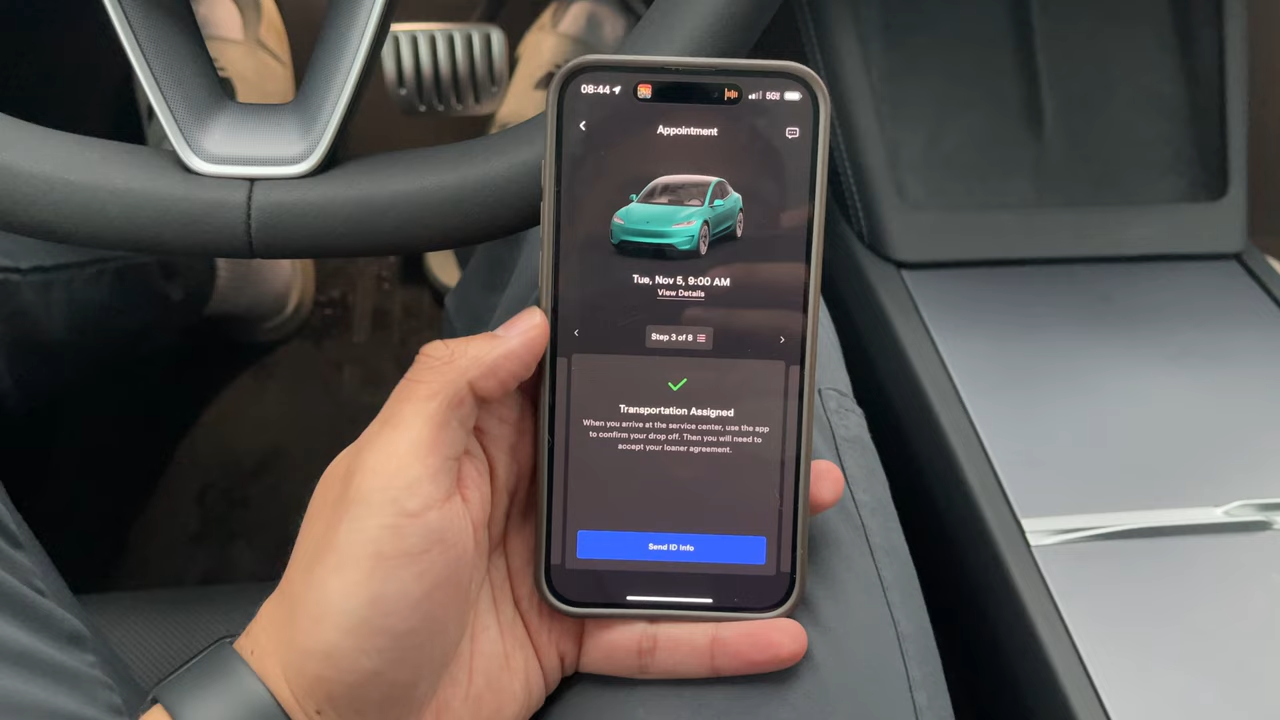 08:44
5G
Appointment
Tue, Nov 5, 9:00 AM
View Details
Step 3 of 8
Transportation Assigned
When you arrive at the service center, use the app
to confirm your drop off. Then you will need to
accept your loaner agreement.
Send ID Info